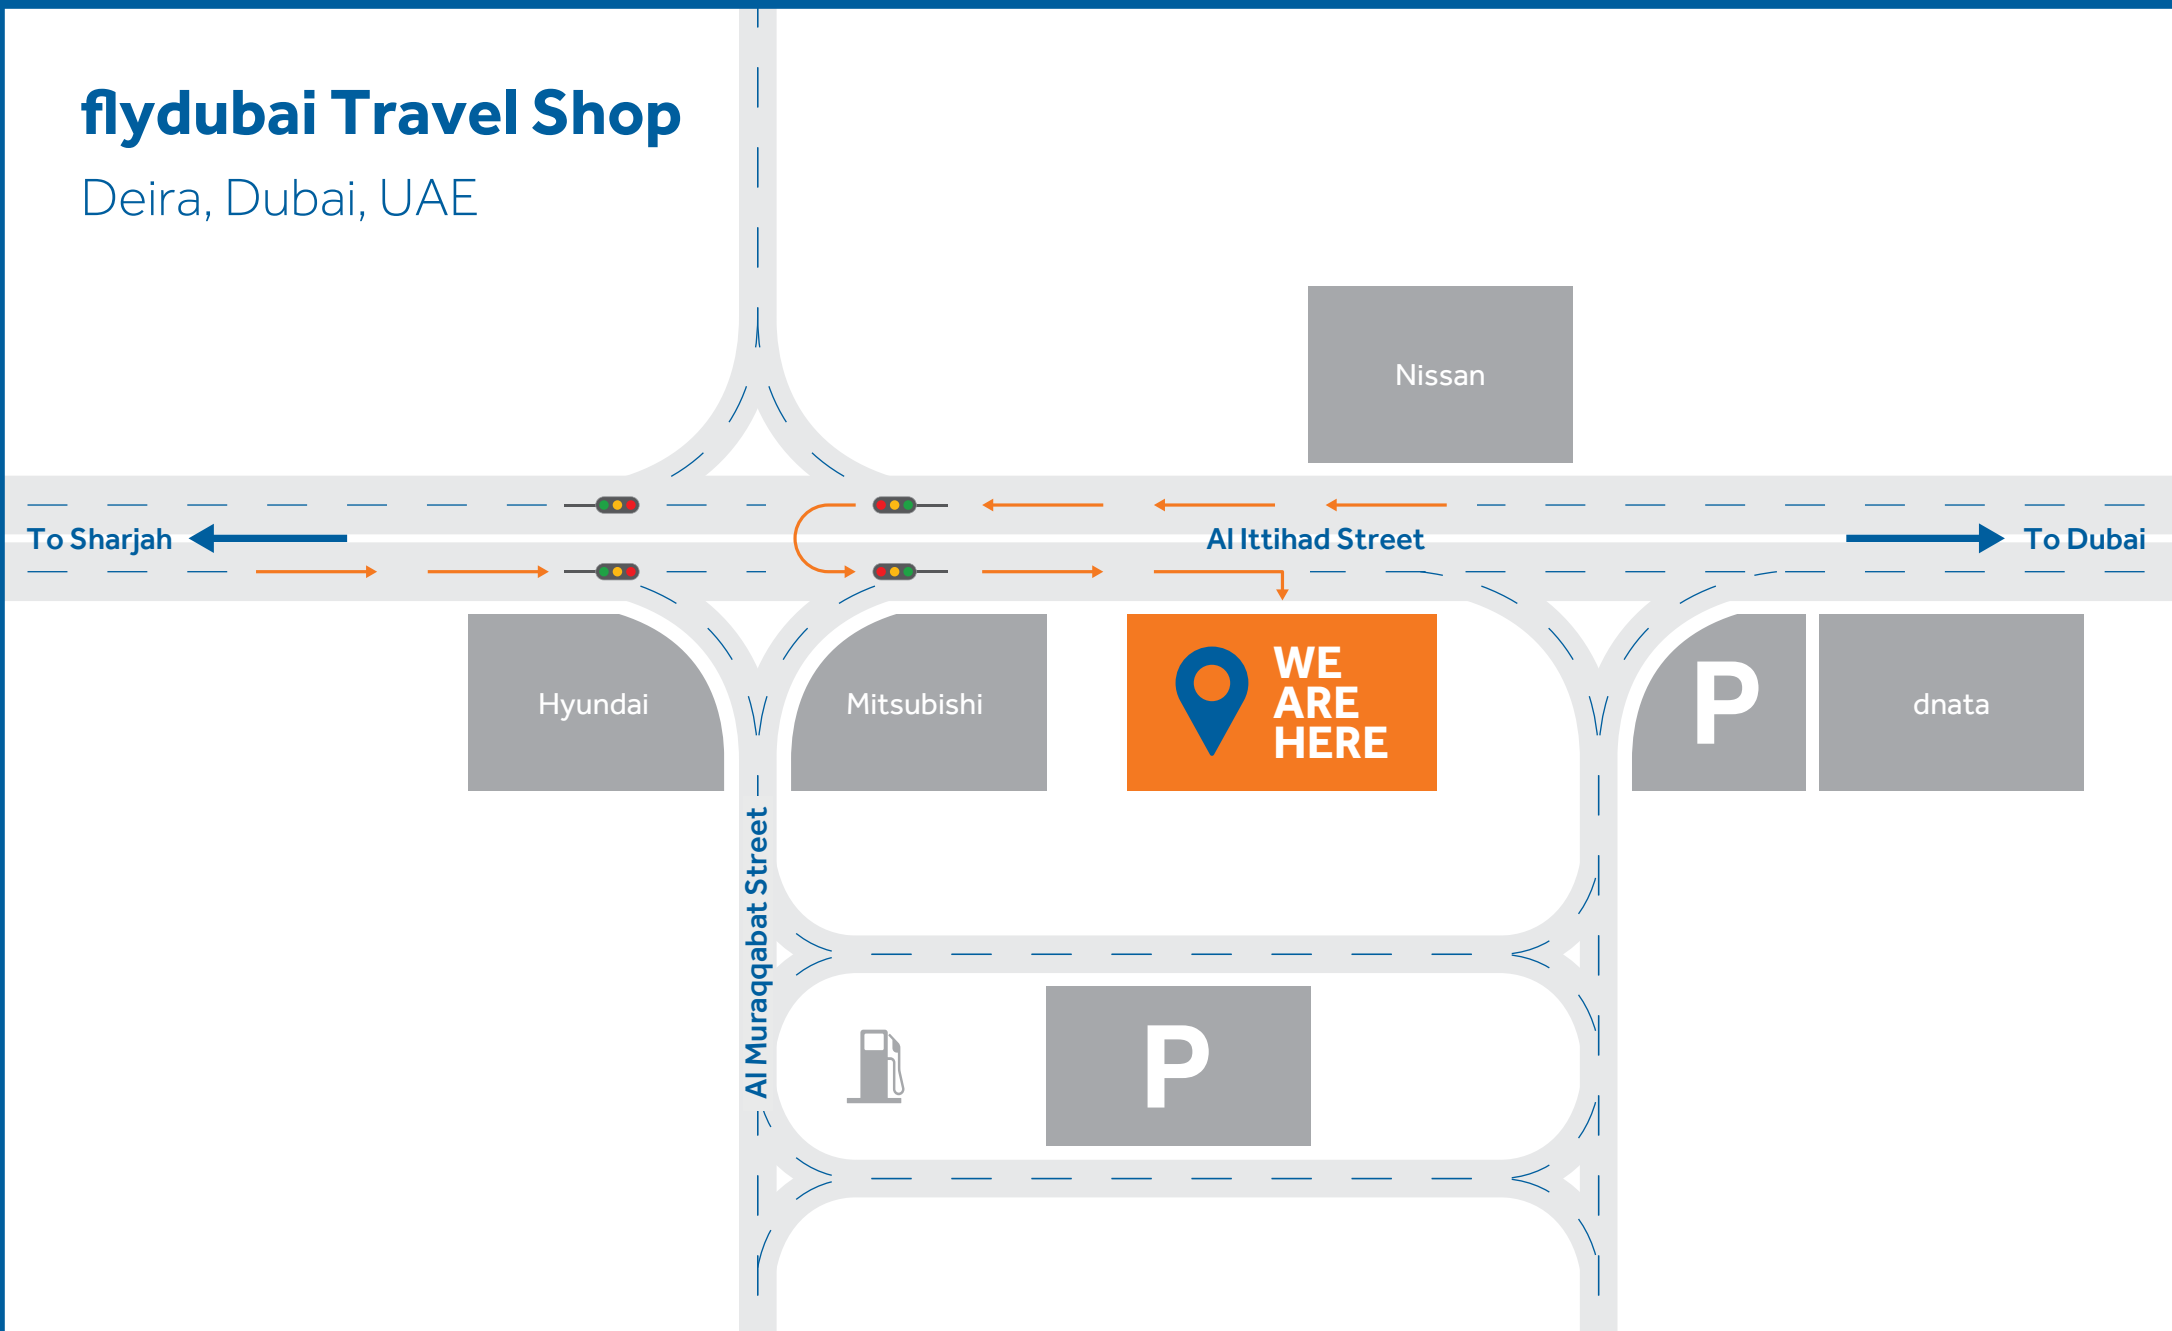 flydubai Travel Shop
Deira, Dubai, UAE
Nissan
To Sharjah
Al Ittihad Street
To Dubai
Hyundai
Mitsubishi
WE
ARE
HERE
P
dnata
Al Muraqqabat Street
P